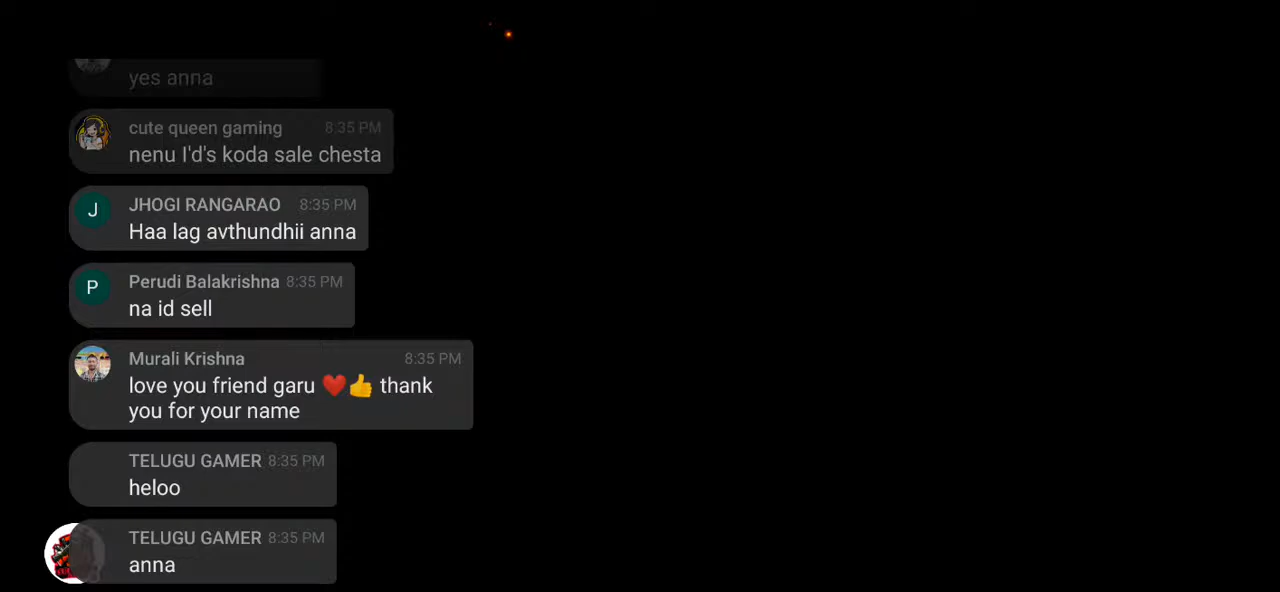 yes anna
cute queen gaming 8:35 PM
nenu I'd's koda sale chesta
J
JHOGI RANGARAO 8:35 PM
Haa lag avthundhii anna
P
Perudi Balakrishna 8:35 PM
na id sell
Murali Krishna 8:35 PM
love you friend garu ❤️👍 thank
you for your name
TELUGU GAMER 8:35 PM
heloo
TELUGU GAMER 8:35 PM
anna